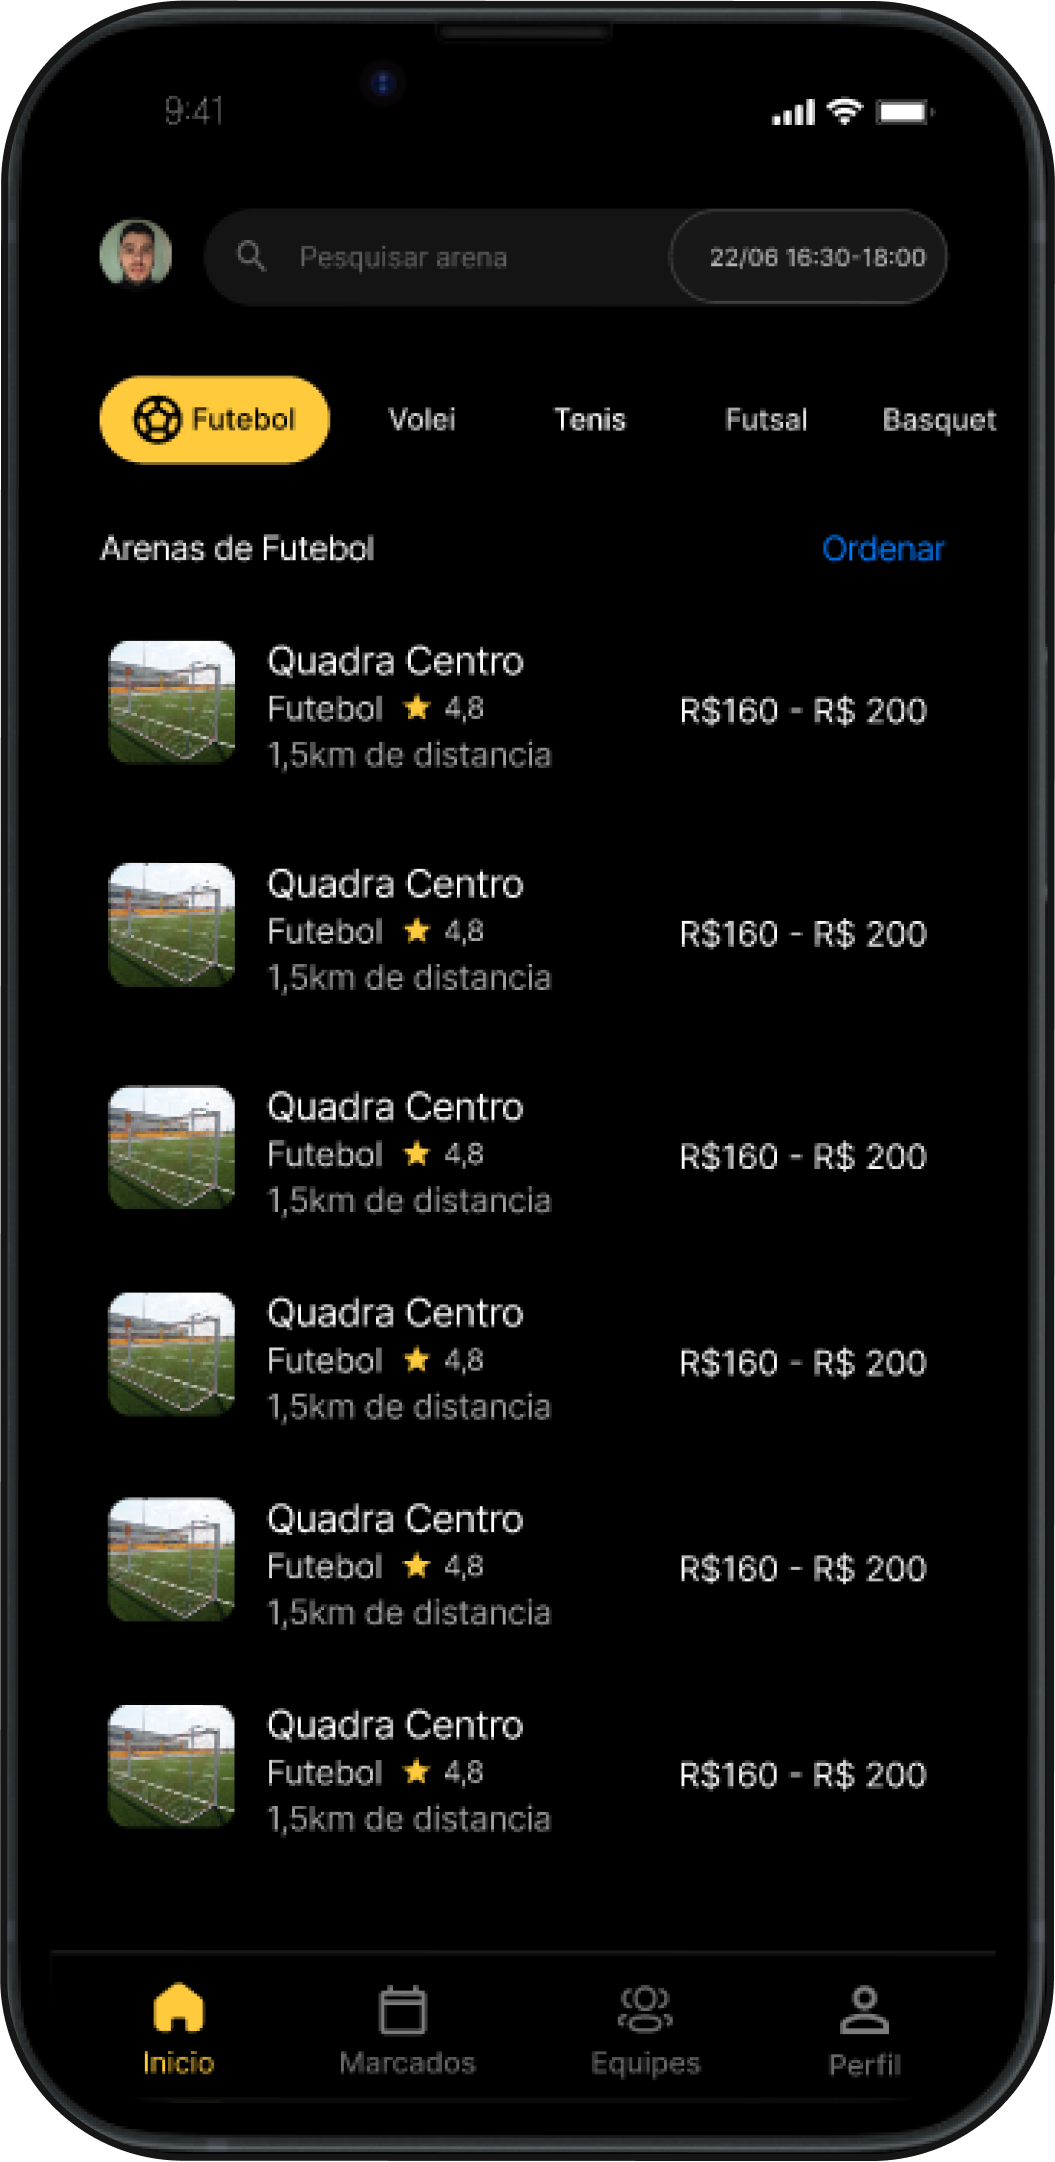 9:41
Pesquisar arena
22/06 16:30-18:00
Futebol Volei Tenis Futsal Basquet
Arenas de Futebol Ordenar
Quadra Centro
Futebol 4,8
R$160 - R$ 200
1,5km de distancia
Quadra Centro
Futebol 4,8
R$160 - R$ 200
1,5km de distancia
Quadra Centro
Futebol 4,8
R$160 - R$ 200
1,5km de distancia
Quadra Centro
Futebol 4,8
R$160 - R$ 200
1,5km de distancia
Quadra Centro
Futebol 4,8
R$160 - R$ 200
1,5km de distancia
Quadra Centro
Futebol 4,8
R$160 - R$ 200
1,5km de distancia
Inicio Marcados Equipes Perfil